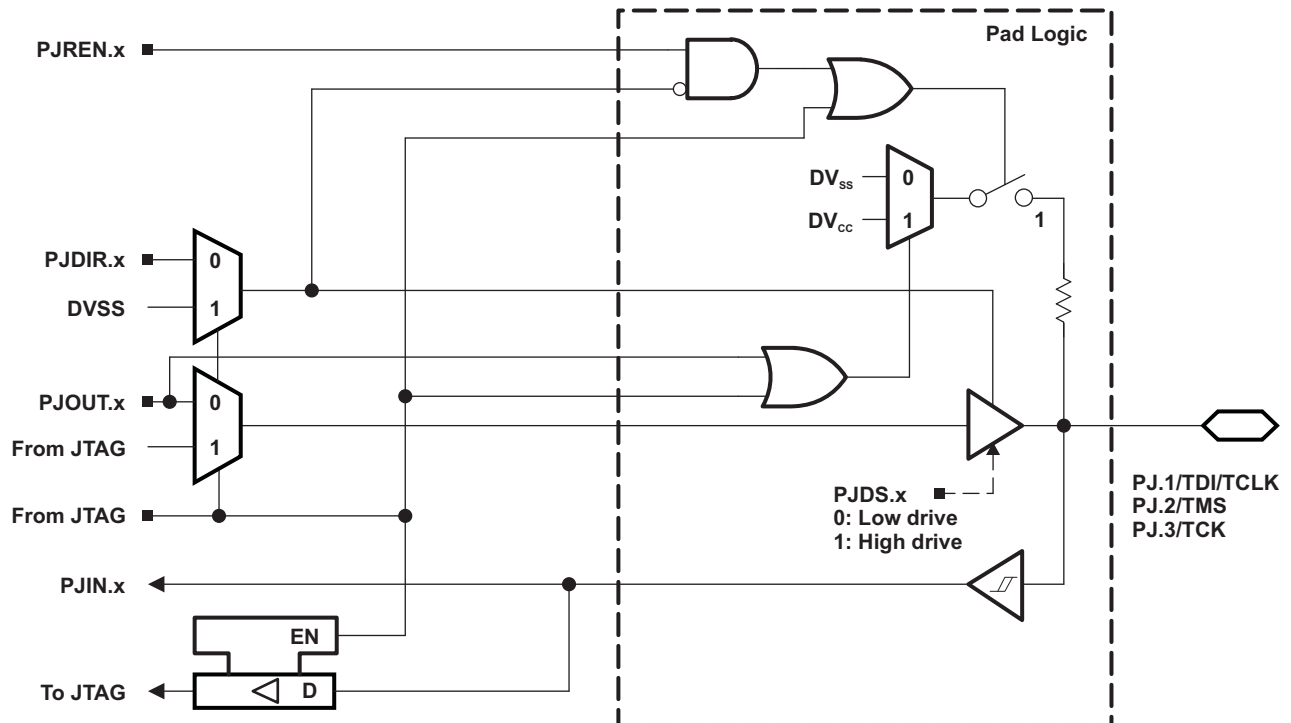 PJREN.x
Pad Logic
DVss
0
DVcc
1
1
PJDIR.x
0
DVSS
1
PJOUT.x
0
From JTAG
1
From JTAG
PJDS.x
0: Low drive
1: High drive
PJ.1/TDI/TCLK
PJ.2/TMS
PJ.3/TCK
PJIN.x
EN
To JTAG
D